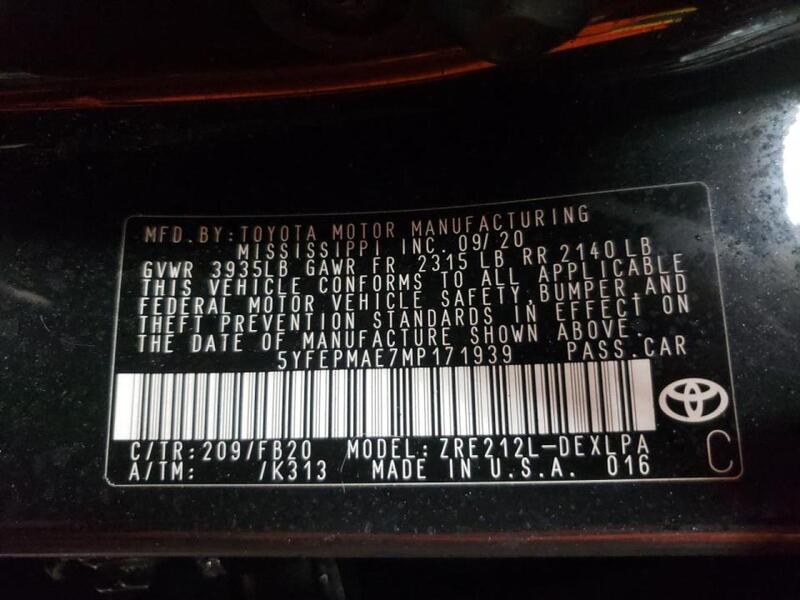 MFD. BY: TOYOTA MOTOR MANUFACTURING
MISSISSIPPI INC. 09/20
GVWR 3935LB GAWR FR 2315 LB RR 2140 LB
THIS VEHICLE CONFORMS TO ALL APPLICABLE
FEDERAL MOTOR VEHICLE SAFETY, BUMPER, AND
THEFT PREVENTION STANDARDS IN EFFECT ON
THE DATE OF MANUFACTURE SHOWN ABOVE.
5YFEPMAE7MP171939 PASS. CAR
C/TR: 209/FB20 MODEL: ZRE212L-DEXLPA
A/TM: /K313 MADE IN U.S.A. 016 C